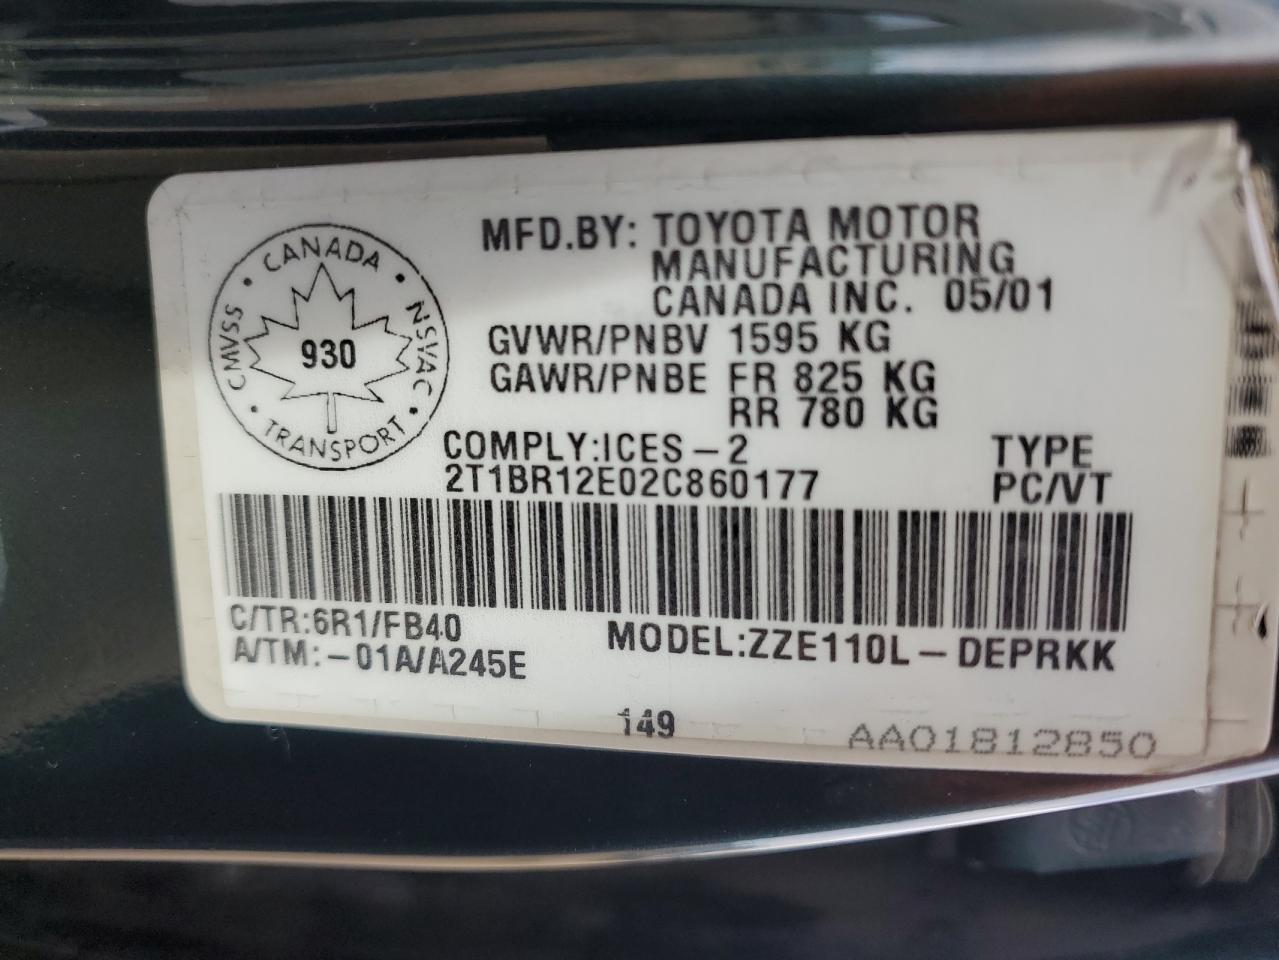 MFD.BY: TOYOTA MOTOR
MANUFACTURING
CANADA INC. 05/01
CANADA
CMVSS
930
NSVAC
TRANSPORT
GVWR/PNBV 1595 KG
GAWR/PNBE FR 825 KG
RR 780 KG
COMPLY:ICES-2
2T1BR12E02C860177
TYPE
PC/VT
C/TR:6R1/FB40
A/TM:-01A/A245E
MODEL:ZZE110L-DEPRKK
149
AA01812850